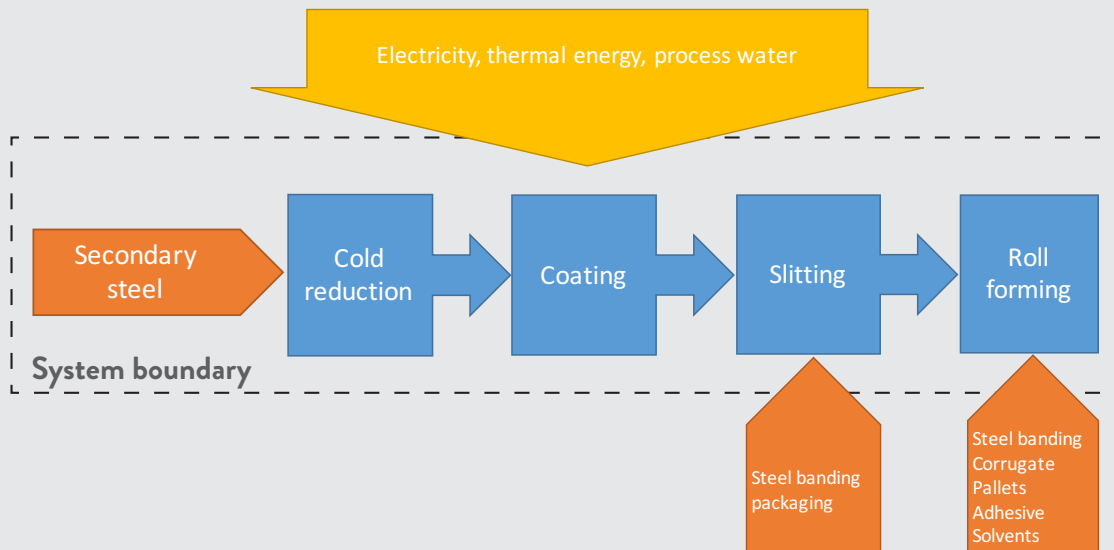 Electricity, thermal energy, process water
Secondary
steel
Cold
reduction
Coating
Slitting
Roll
forming
System boundary
Steel banding
packaging
Steel banding
Corrugate
Pallets
Adhesive
Solvents